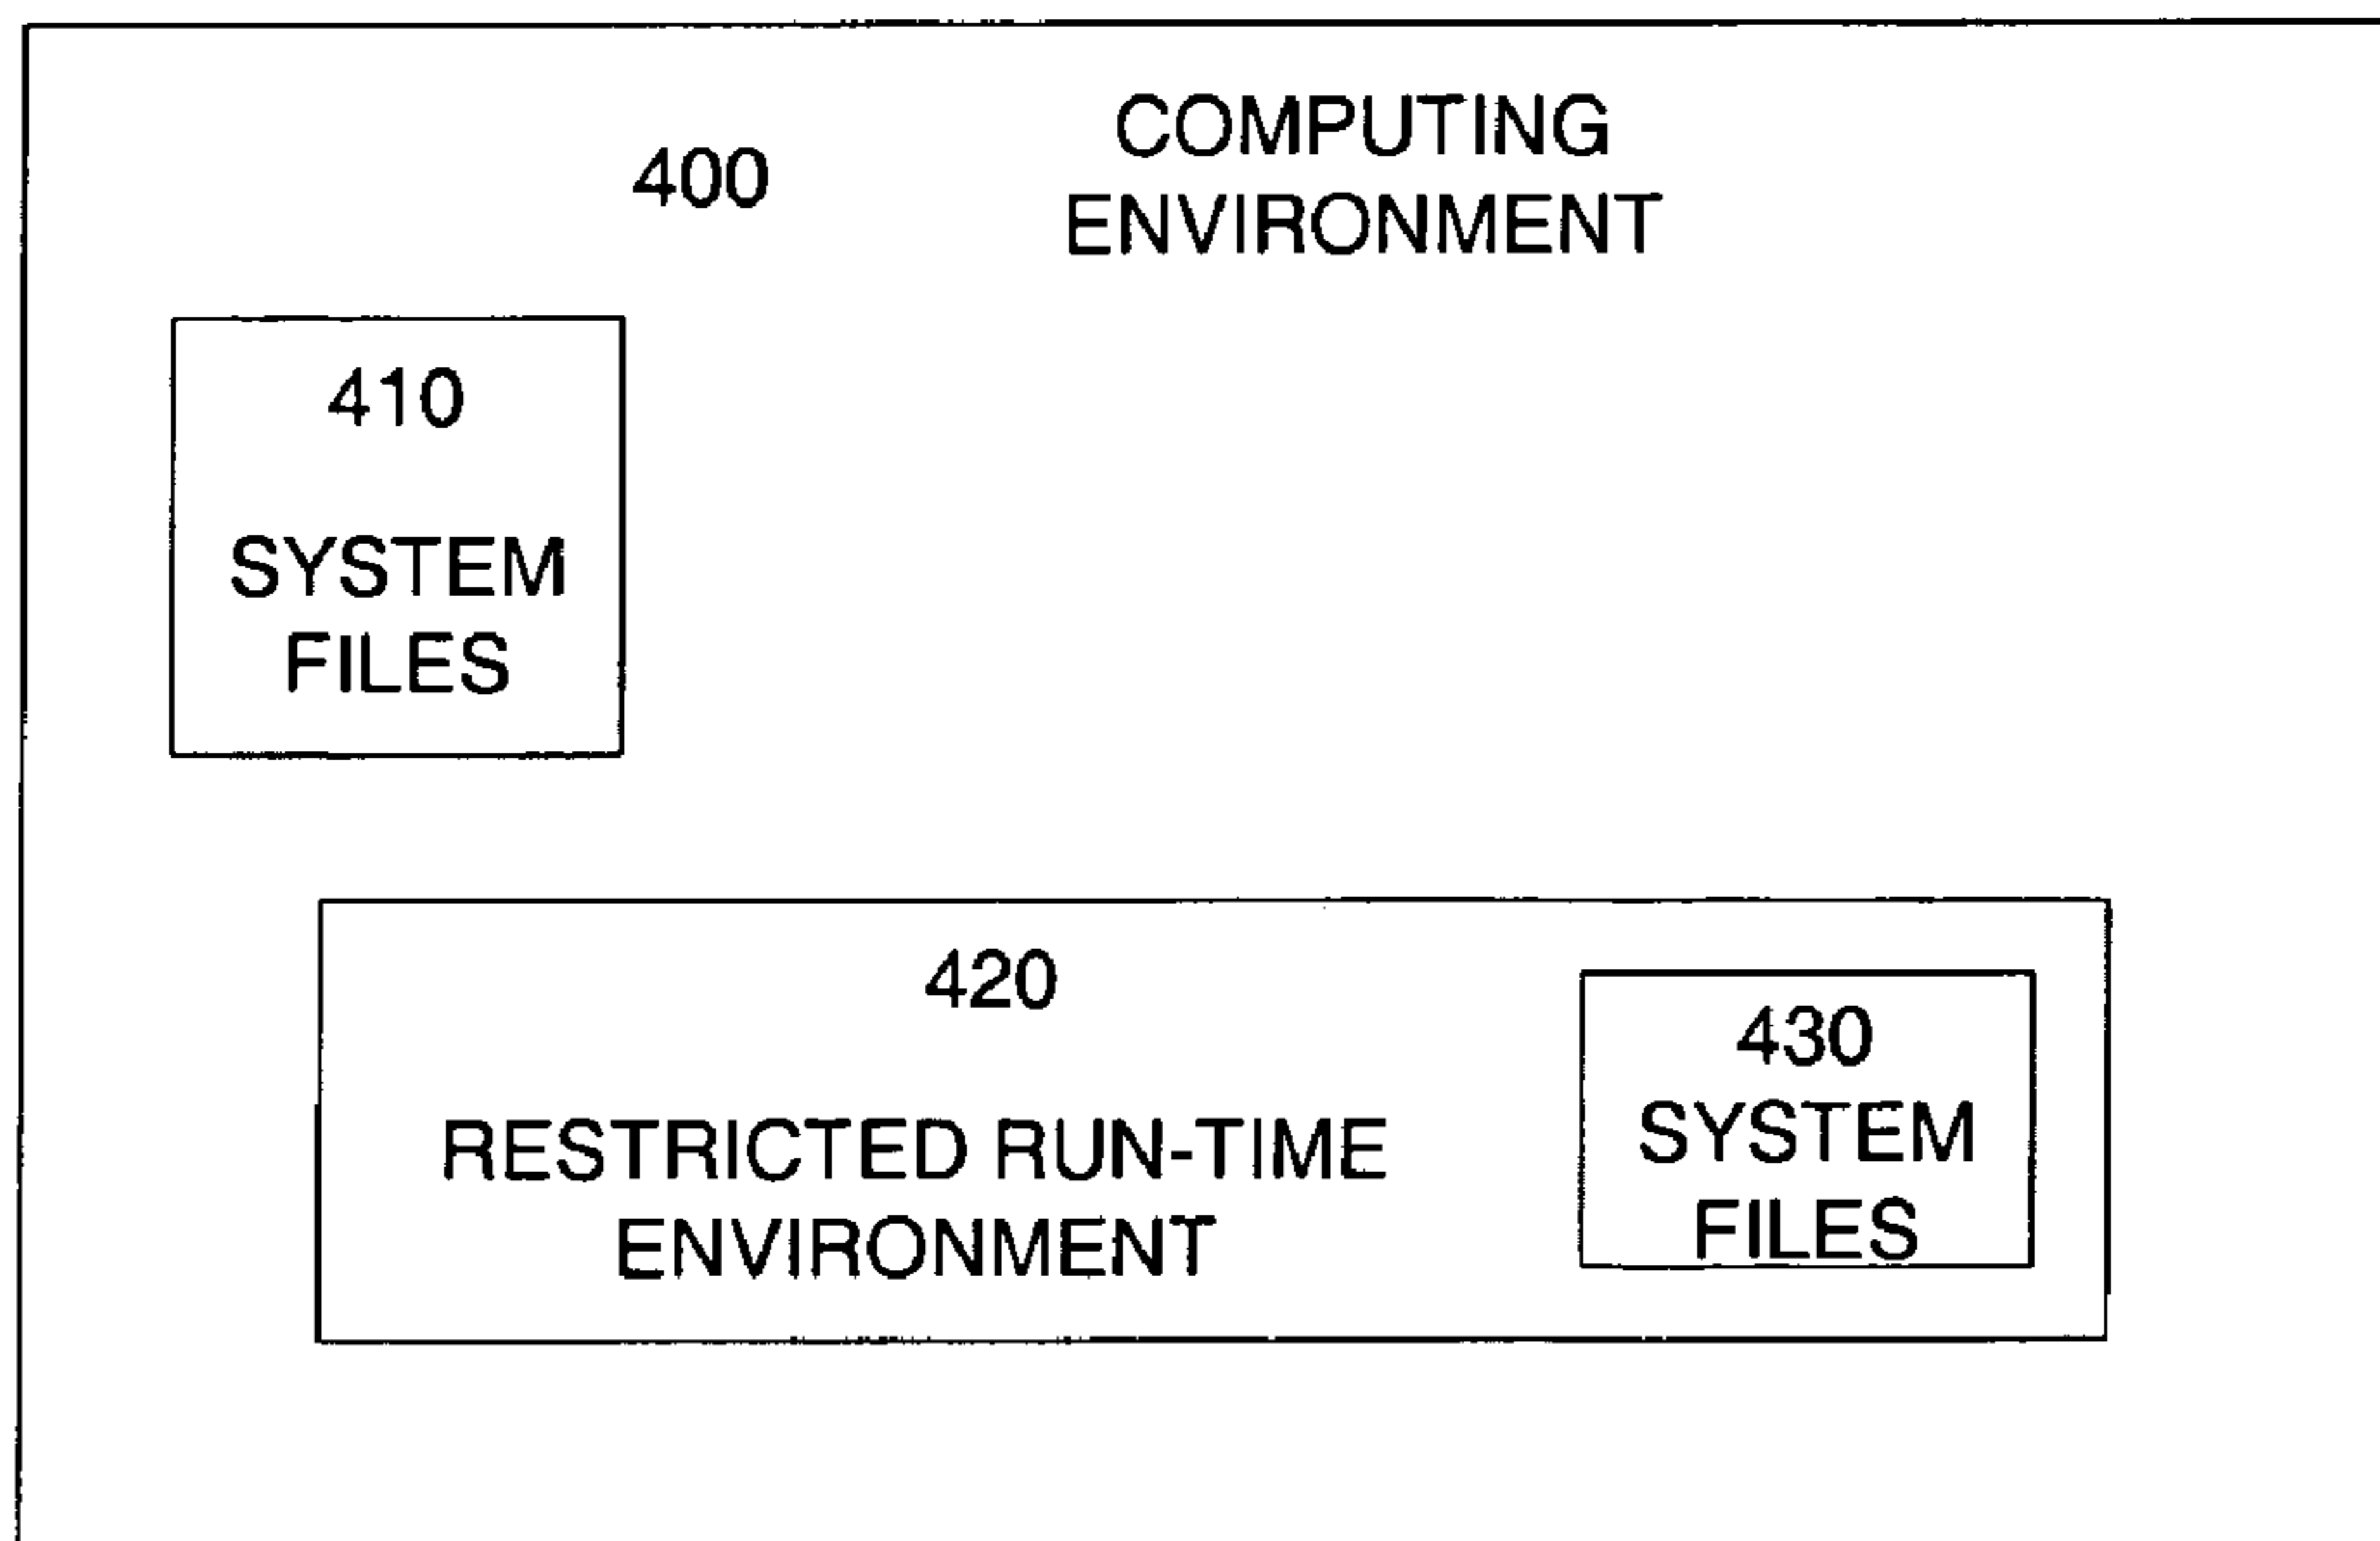 400
COMPUTING
ENVIRONMENT
410
SYSTEM
FILES
420
RESTRICTED RUN-TIME
ENVIRONMENT
430
SYSTEM
FILES